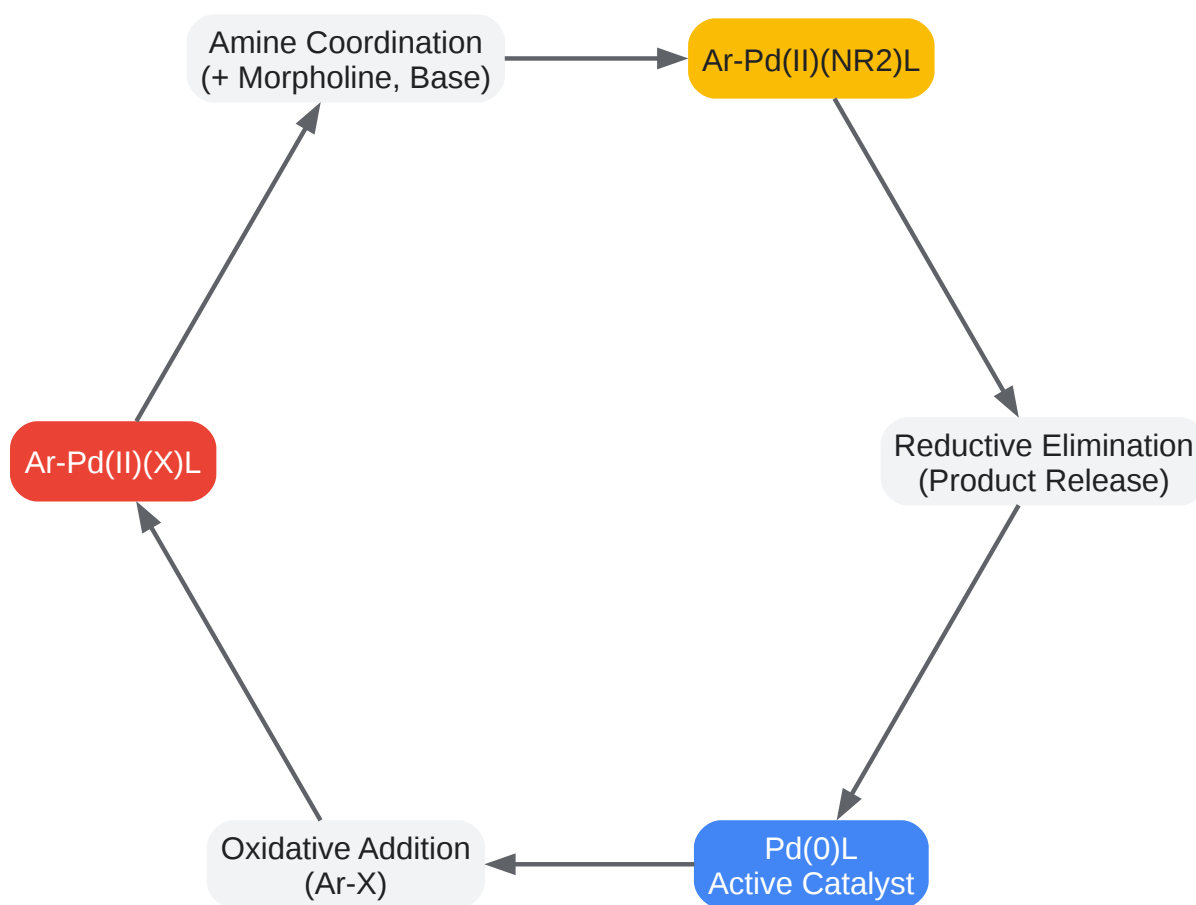 Amine Coordination
(+ Morpholine, Base)
Ar-Pd(II)(NR2)L
Ar-Pd(II)(X)L
Reductive Elimination
(Product Release)
Oxidative Addition
(Ar-X)
Pd(0)L
Active Catalyst